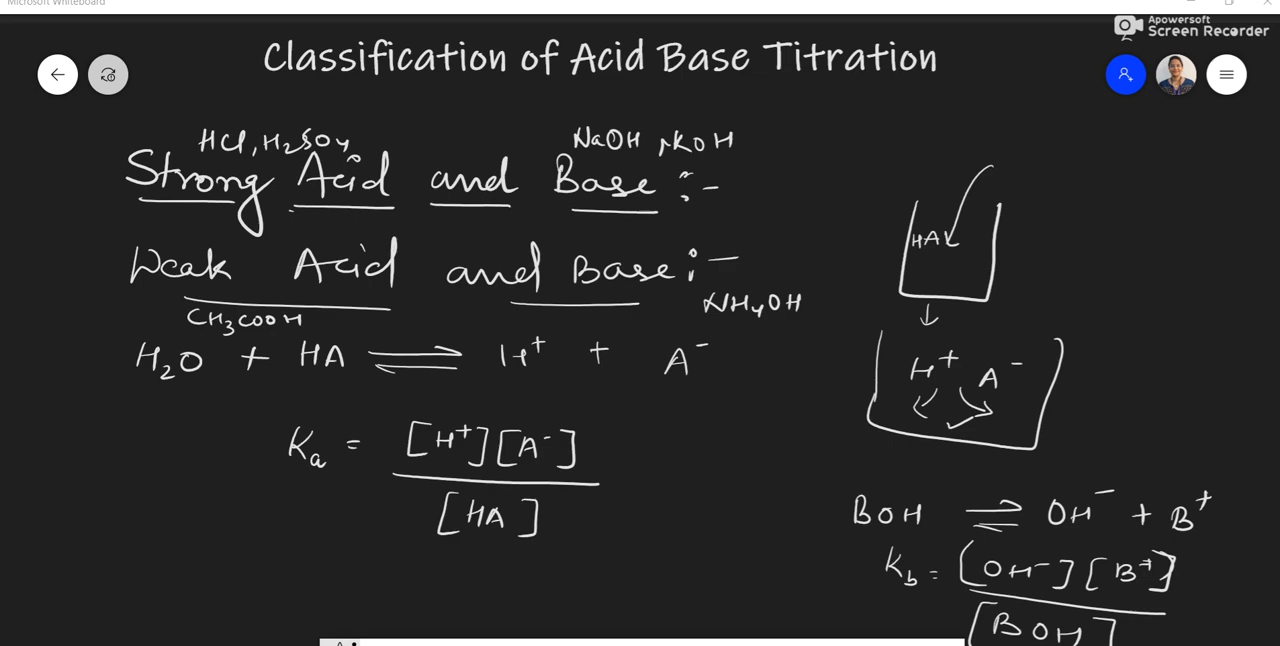 Microsoft Whiteboard
Apowersoft
Screen Recorder
Classification of Acid Base Titration
HCl, H2SO4
NaOH, KOH
Strong Acid and Base :-
Weak Acid and Base :-
CH3COOH
NH4OH
H2O + HA ⇌ H+ + A-
Ka = [H+][A-]
[HA]
HA
↓
H+ A-
BOH ⇌ OH- + B+
Kb = [OH-][B+]
[BOH]